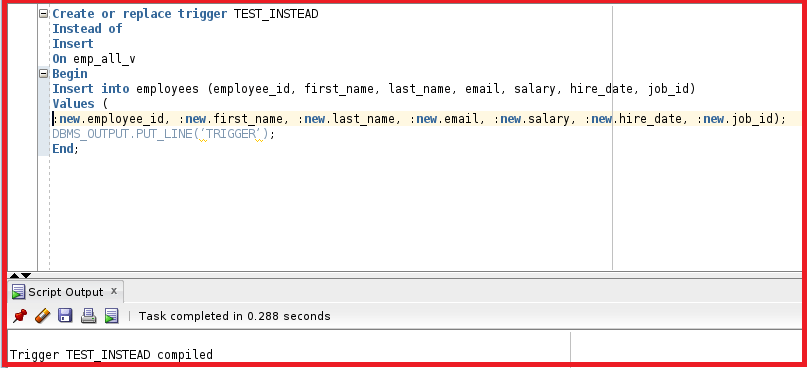 Create or replace trigger TEST_INSTEAD
Instead of
Insert
On emp_all_v
Begin
Insert into employees (employee_id, first_name, last_name, email, salary, hire_date, job_id)
Values (
:new.employee_id, :new.first_name, :new.last_name, :new.email, :new.salary, :new.hire_date, :new.job_id);
DBMS_OUTPUT.PUT_LINE(‘TRIGGER’);
End;
Script Output x
Task completed in 0.288 seconds
Trigger TEST_INSTEAD compiled